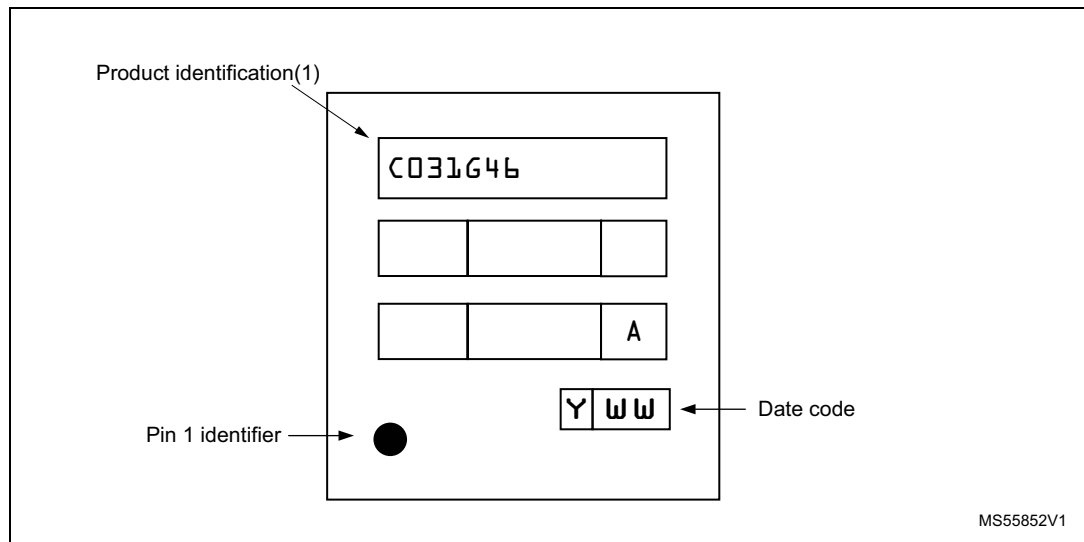 Product identification(1)
C031G46
A
Y WW
Date code
Pin 1 identifier
MS55852V1